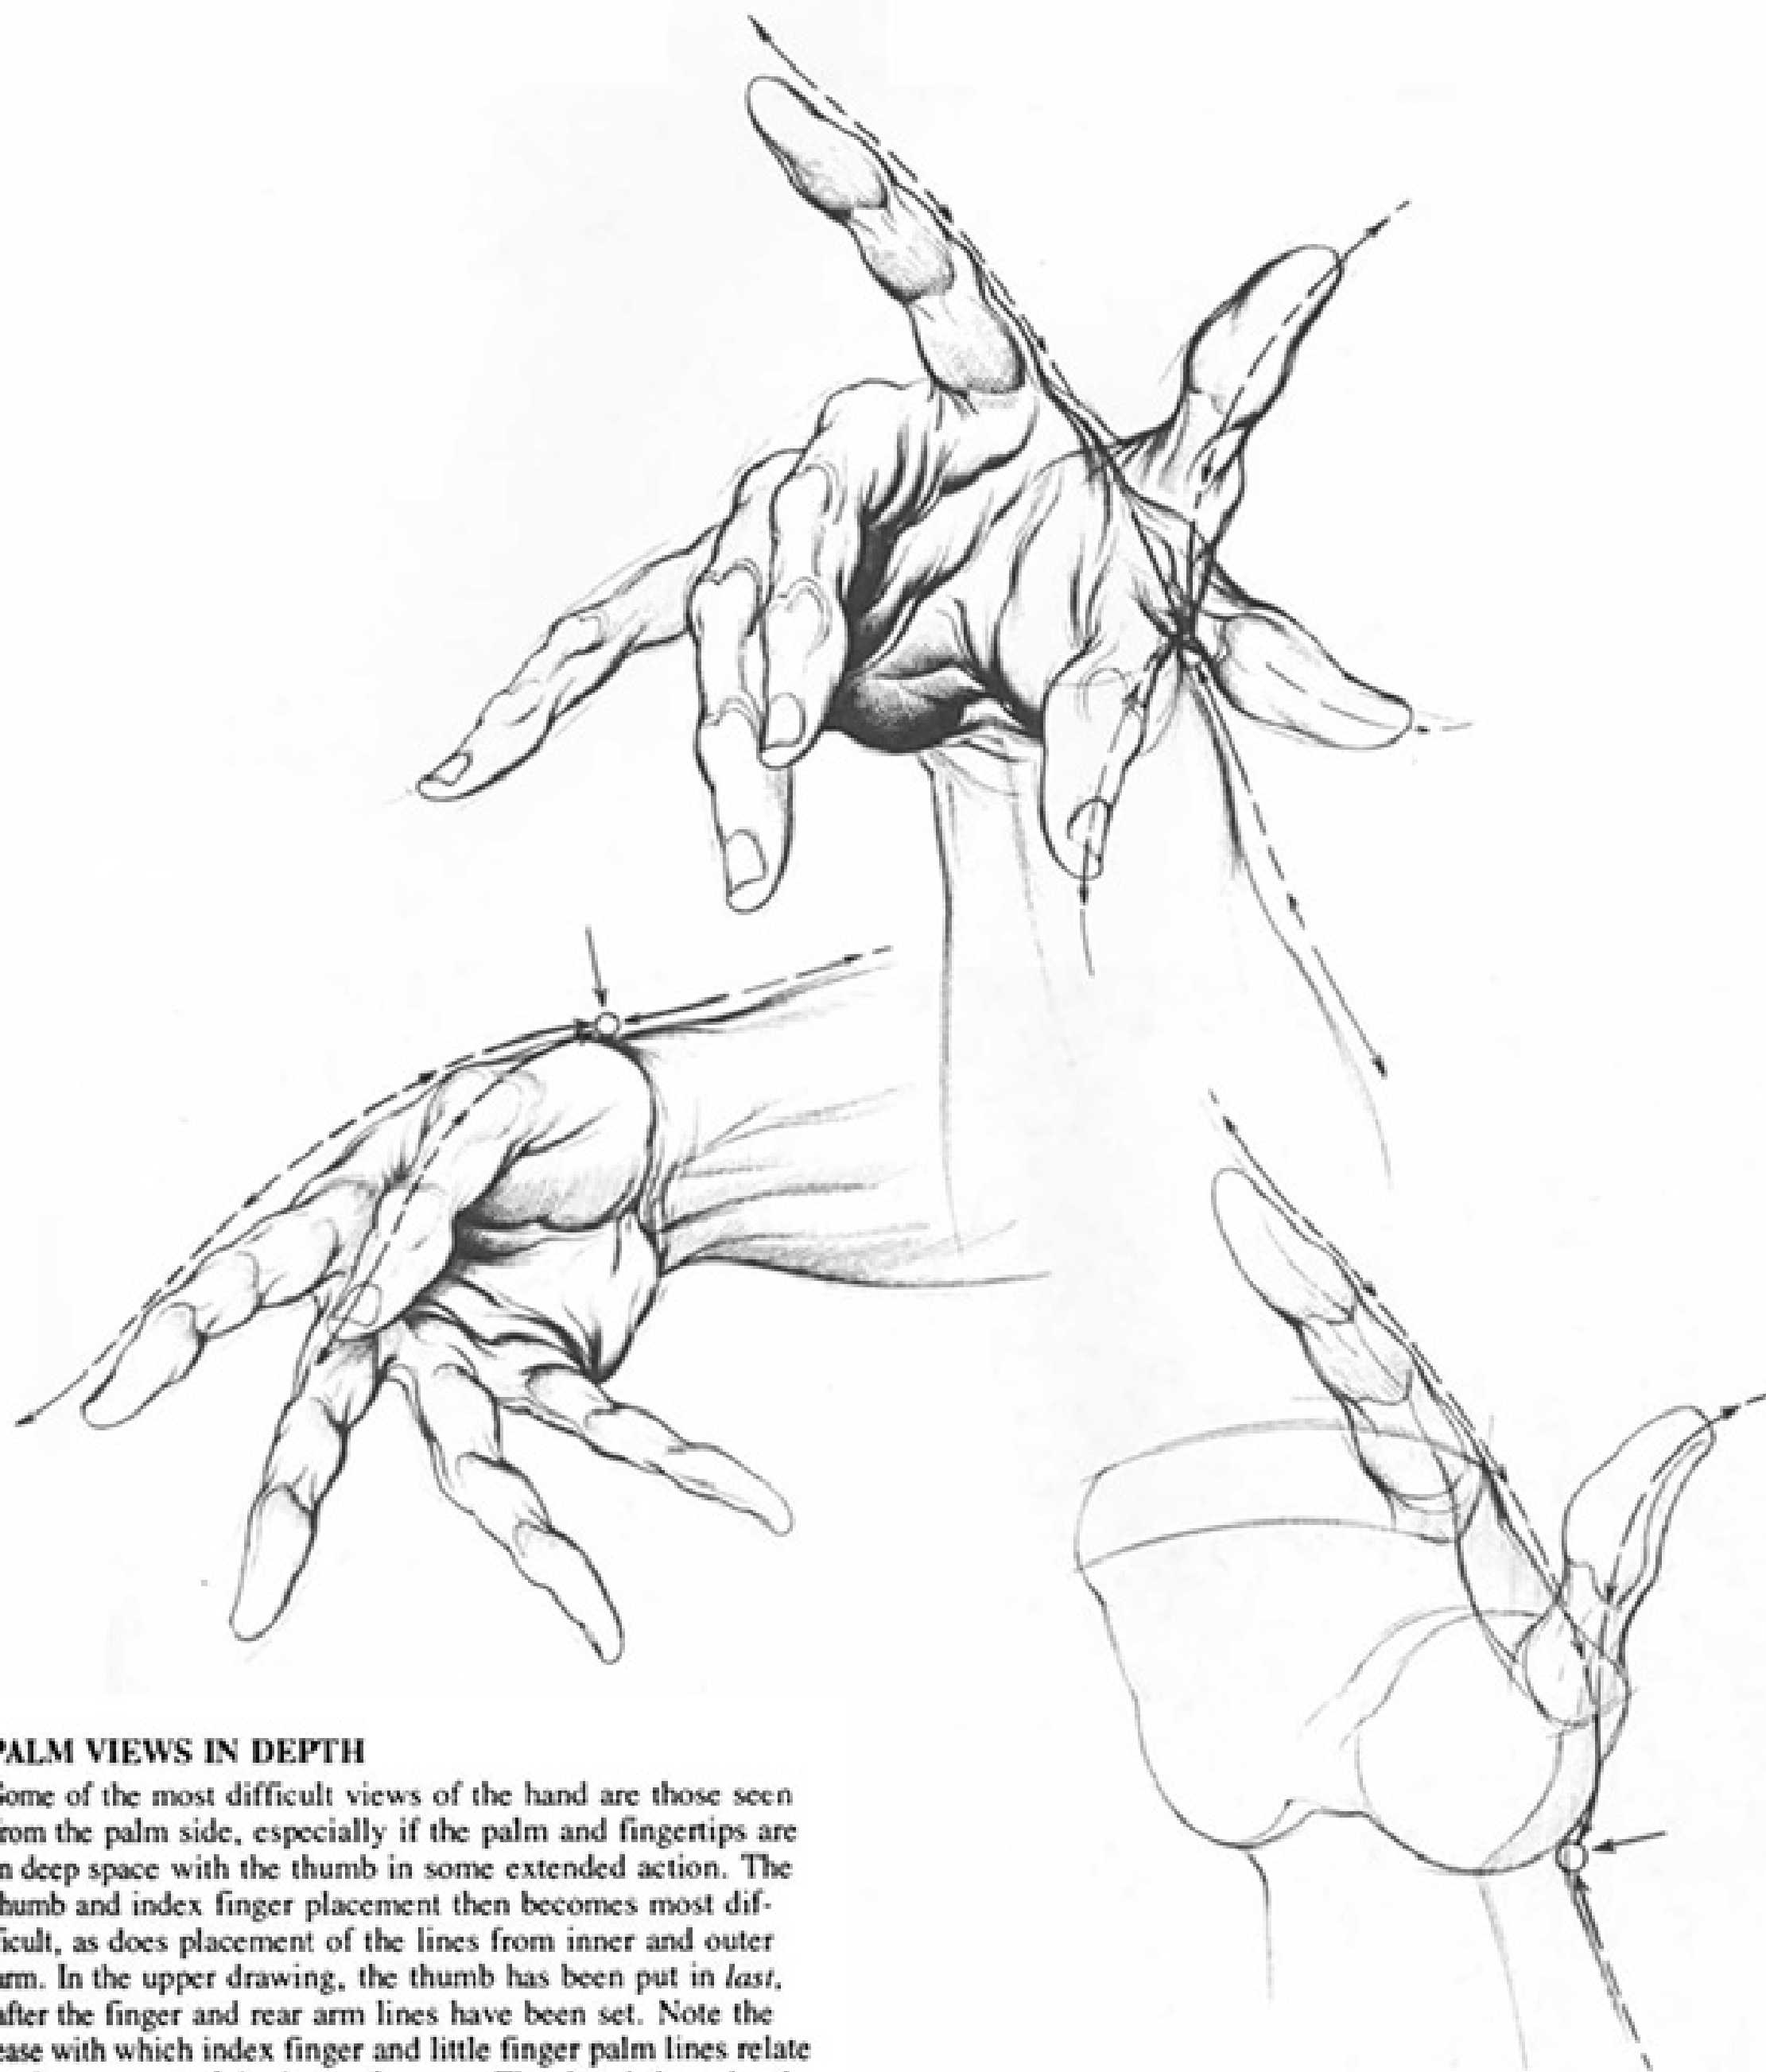 PALM VIEWS IN DEPTH
Some of the most difficult views of the hand are those seen
from the palm side, especially if the palm and fingertips are
in deep space with the thumb in some extended action. The
thumb and index finger placement then becomes most dif-
ficult, as does placement of the lines from inner and outer
arm. In the upper drawing, the thumb has been put in last,
after the finger and rear arm lines have been set. Note the
ease with which index finger and little finger palm lines relate